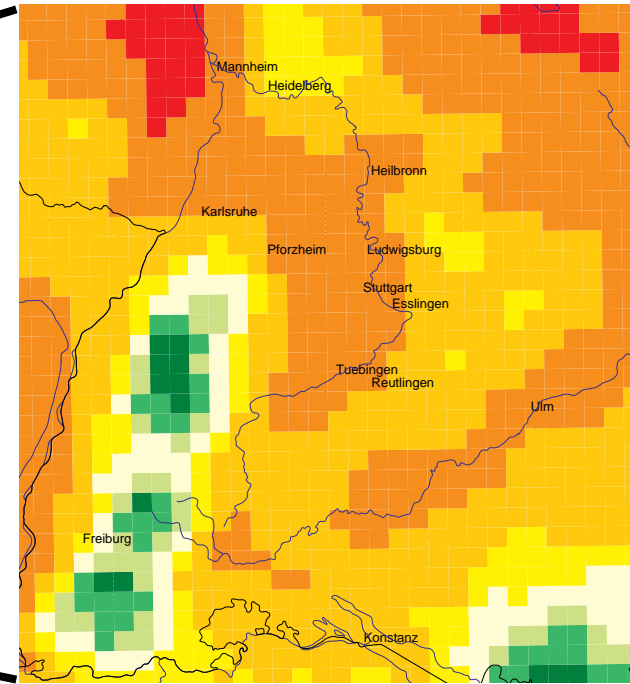 Mannheim
Heidelberg
Heilbronn
Karlsruhe
Pforzheim
Ludwigsburg
Stuttgart
Esslingen
Tuebingen
Reutlingen
Ulm
Freiburg
Konstanz